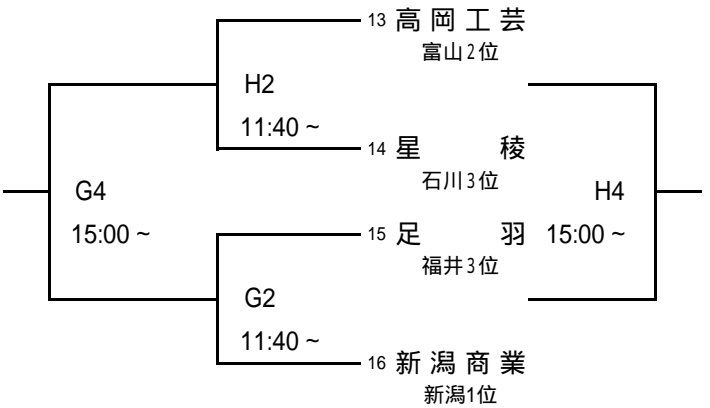 13 高岡工芸
富山2位
H2
11:40 ~
14 星稜
石川3位
G4
15:00 ~
H4
15:00 ~
15 足羽
福井3位
G2
11:40 ~
16 新潟商業
新潟1位